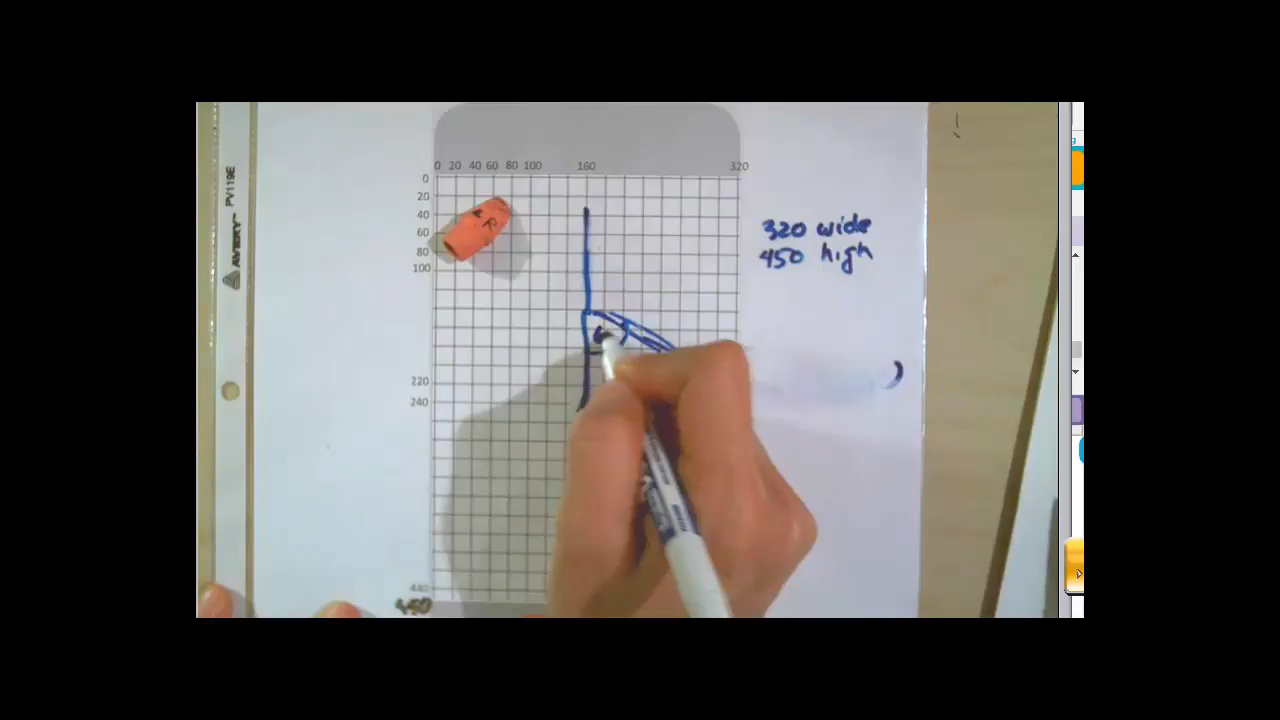 AVERY™ PV119E
0 20 40 60 80 100 160 320
0
20
40
60
80
100
220
240
450
R
320 wide
450 high